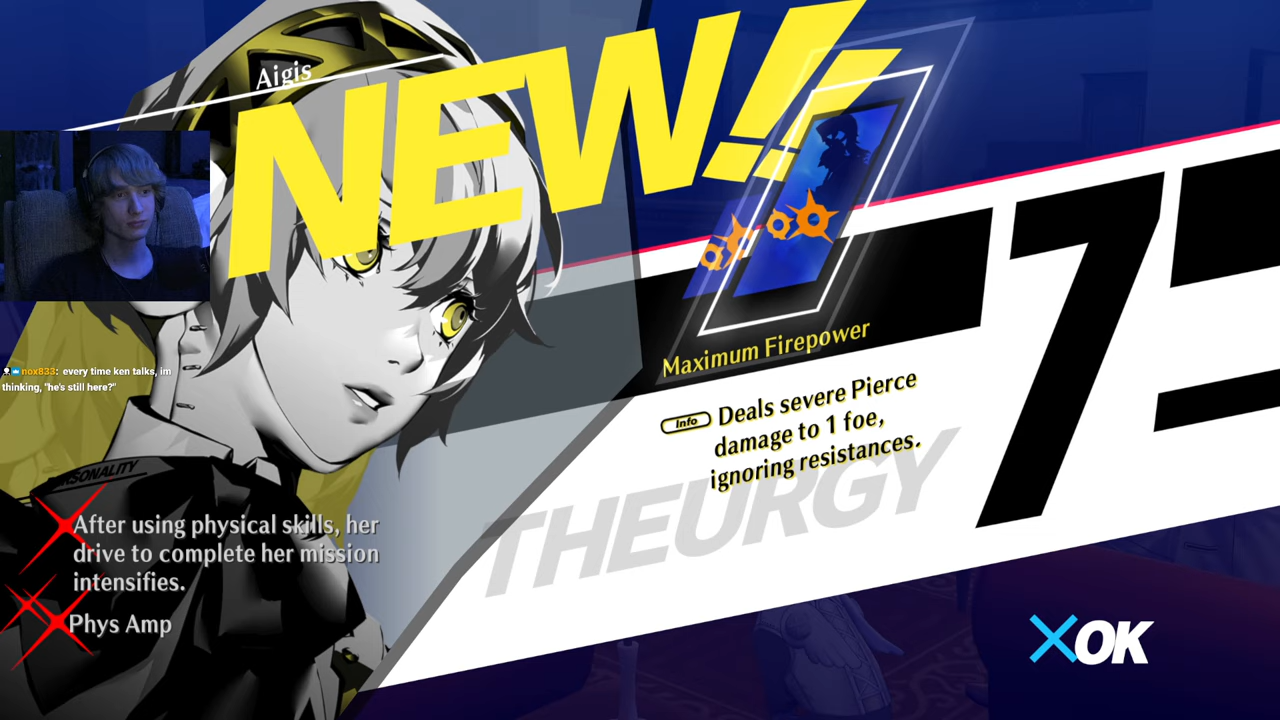 Aigis
NEW!!
nox833: every time ken talks, im
thinking, "he's still here?"
Maximum Firepower
Info Deals severe Pierce
damage to 1 foe,
ignoring resistances.
THEURGY
PERSONALITY
After using physical skills, her
drive to complete her mission
intensifies.
Phys Amp
OK